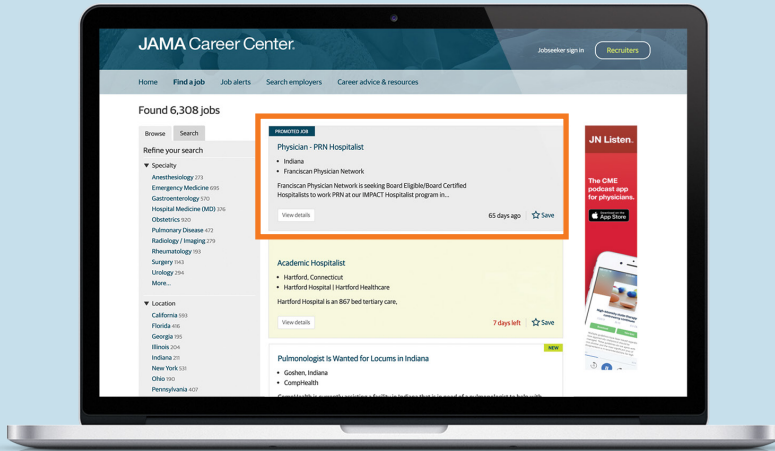 JAMA Career Center.
Jobseeker sign in
Recruiters
Home Find a job Job alerts Search employers Career advice & resources
Found 6,308 jobs
Browse Search
Refine your search
▼ Specialty
Anesthesiology 273
Emergency Medicine 695
Gastroenterology 570
Hospital Medicine (MD) 376
Obstetrics 920
Pulmonary Disease 472
Radiology / Imaging 279
Rheumatology 193
Surgery 1143
Urology 294
More...
▼ Location
California 593
Florida 416
Georgia 195
Illinois 204
Indiana 211
New York 531
Ohio 190
Pennsylvania 407
PROMOTED JOB
Physician - PRN Hospitalist
• Indiana
• Franciscan Physician Network
Franciscan Physician Network is seeking Board Eligible/Board Certified
Hospitalists to work PRN at our IMPACT Hospitalist program in...
View details
65 days ago
Save
Academic Hospitalist
• Hartford, Connecticut
• Hartford Hospital | Hartford Healthcare
Hartford Hospital is an 867 bed tertiary care,
View details
7 days left
Save
NEW
Pulmonologist Is Wanted for Locums in Indiana
• Goshen, Indiana
• CompHealth
JN Listen.
The CME
podcast app
for physicians.
Download on the
App Store